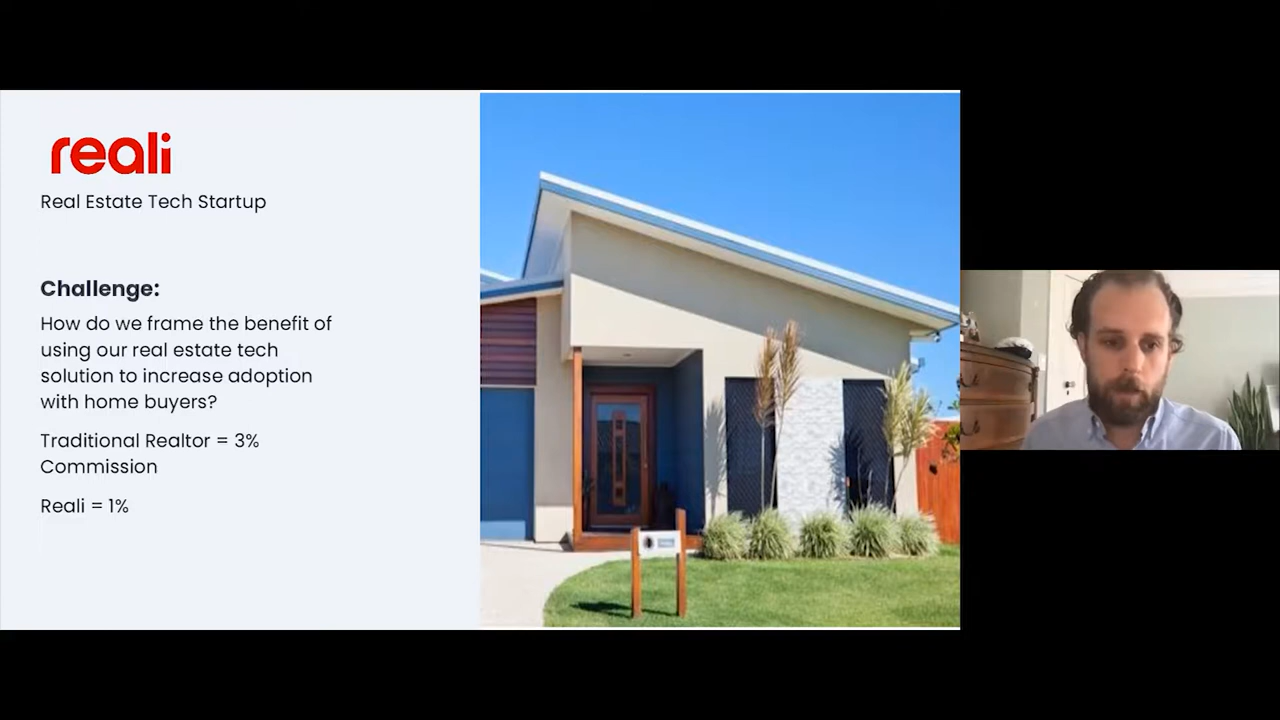 reali
Real Estate Tech Startup
Challenge:
How do we frame the benefit of
using our real estate tech
solution to increase adoption
with home buyers?
Traditional Realtor = 3%
Commission
Reali = 1%